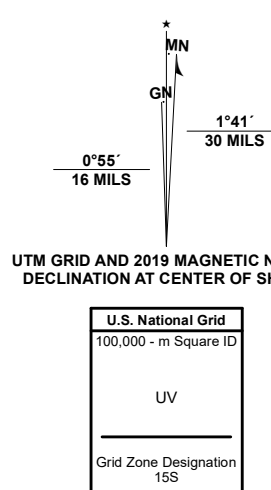 ★
MN
GN
1°41´
30 MILS
0°55´
16 MILS
UTM GRID AND 2019 MAGNETIC N
DECLINATION AT CENTER OF SH
U.S. National Grid
100,000 - m Square ID
UV
Grid Zone Designation
15S